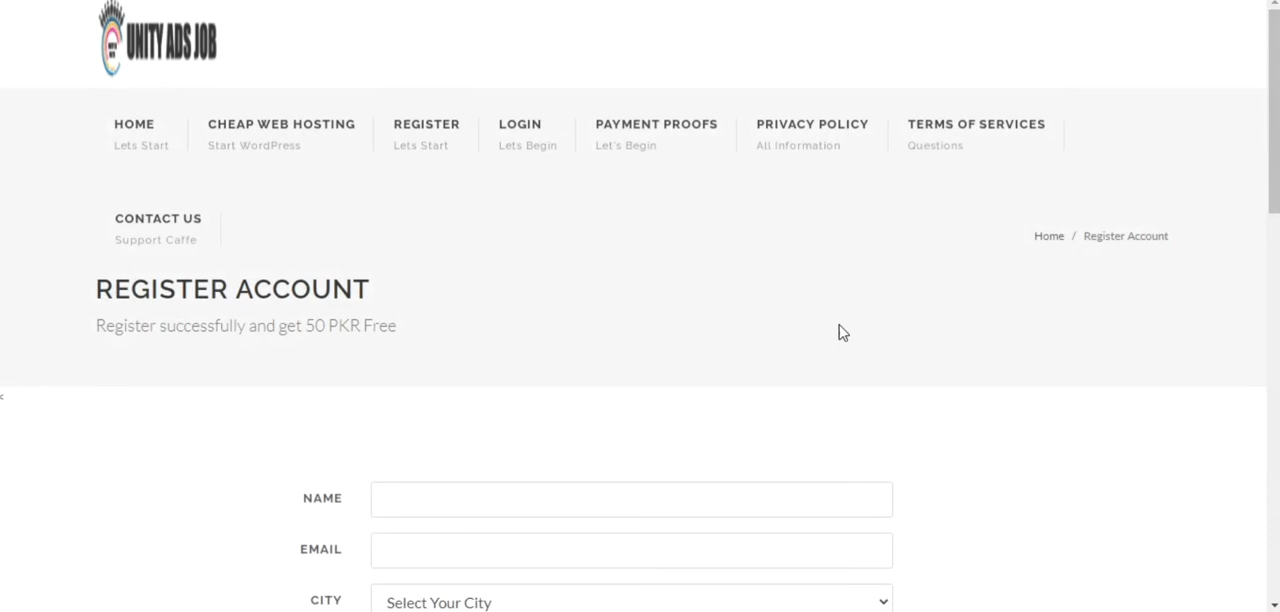 UNITY ADS JOB
HOME
Lets Start
CHEAP WEB HOSTING
Start WordPress
REGISTER
Lets Start
LOGIN
Lets Begin
PAYMENT PROOFS
Let's Begin
PRIVACY POLICY
All Information
TERMS OF SERVICES
Questions
CONTACT US
Support Caffe
Home / Register Account
REGISTER ACCOUNT
Register successfully and get 50 PKR Free
<
NAME
EMAIL
CITY
Select Your City